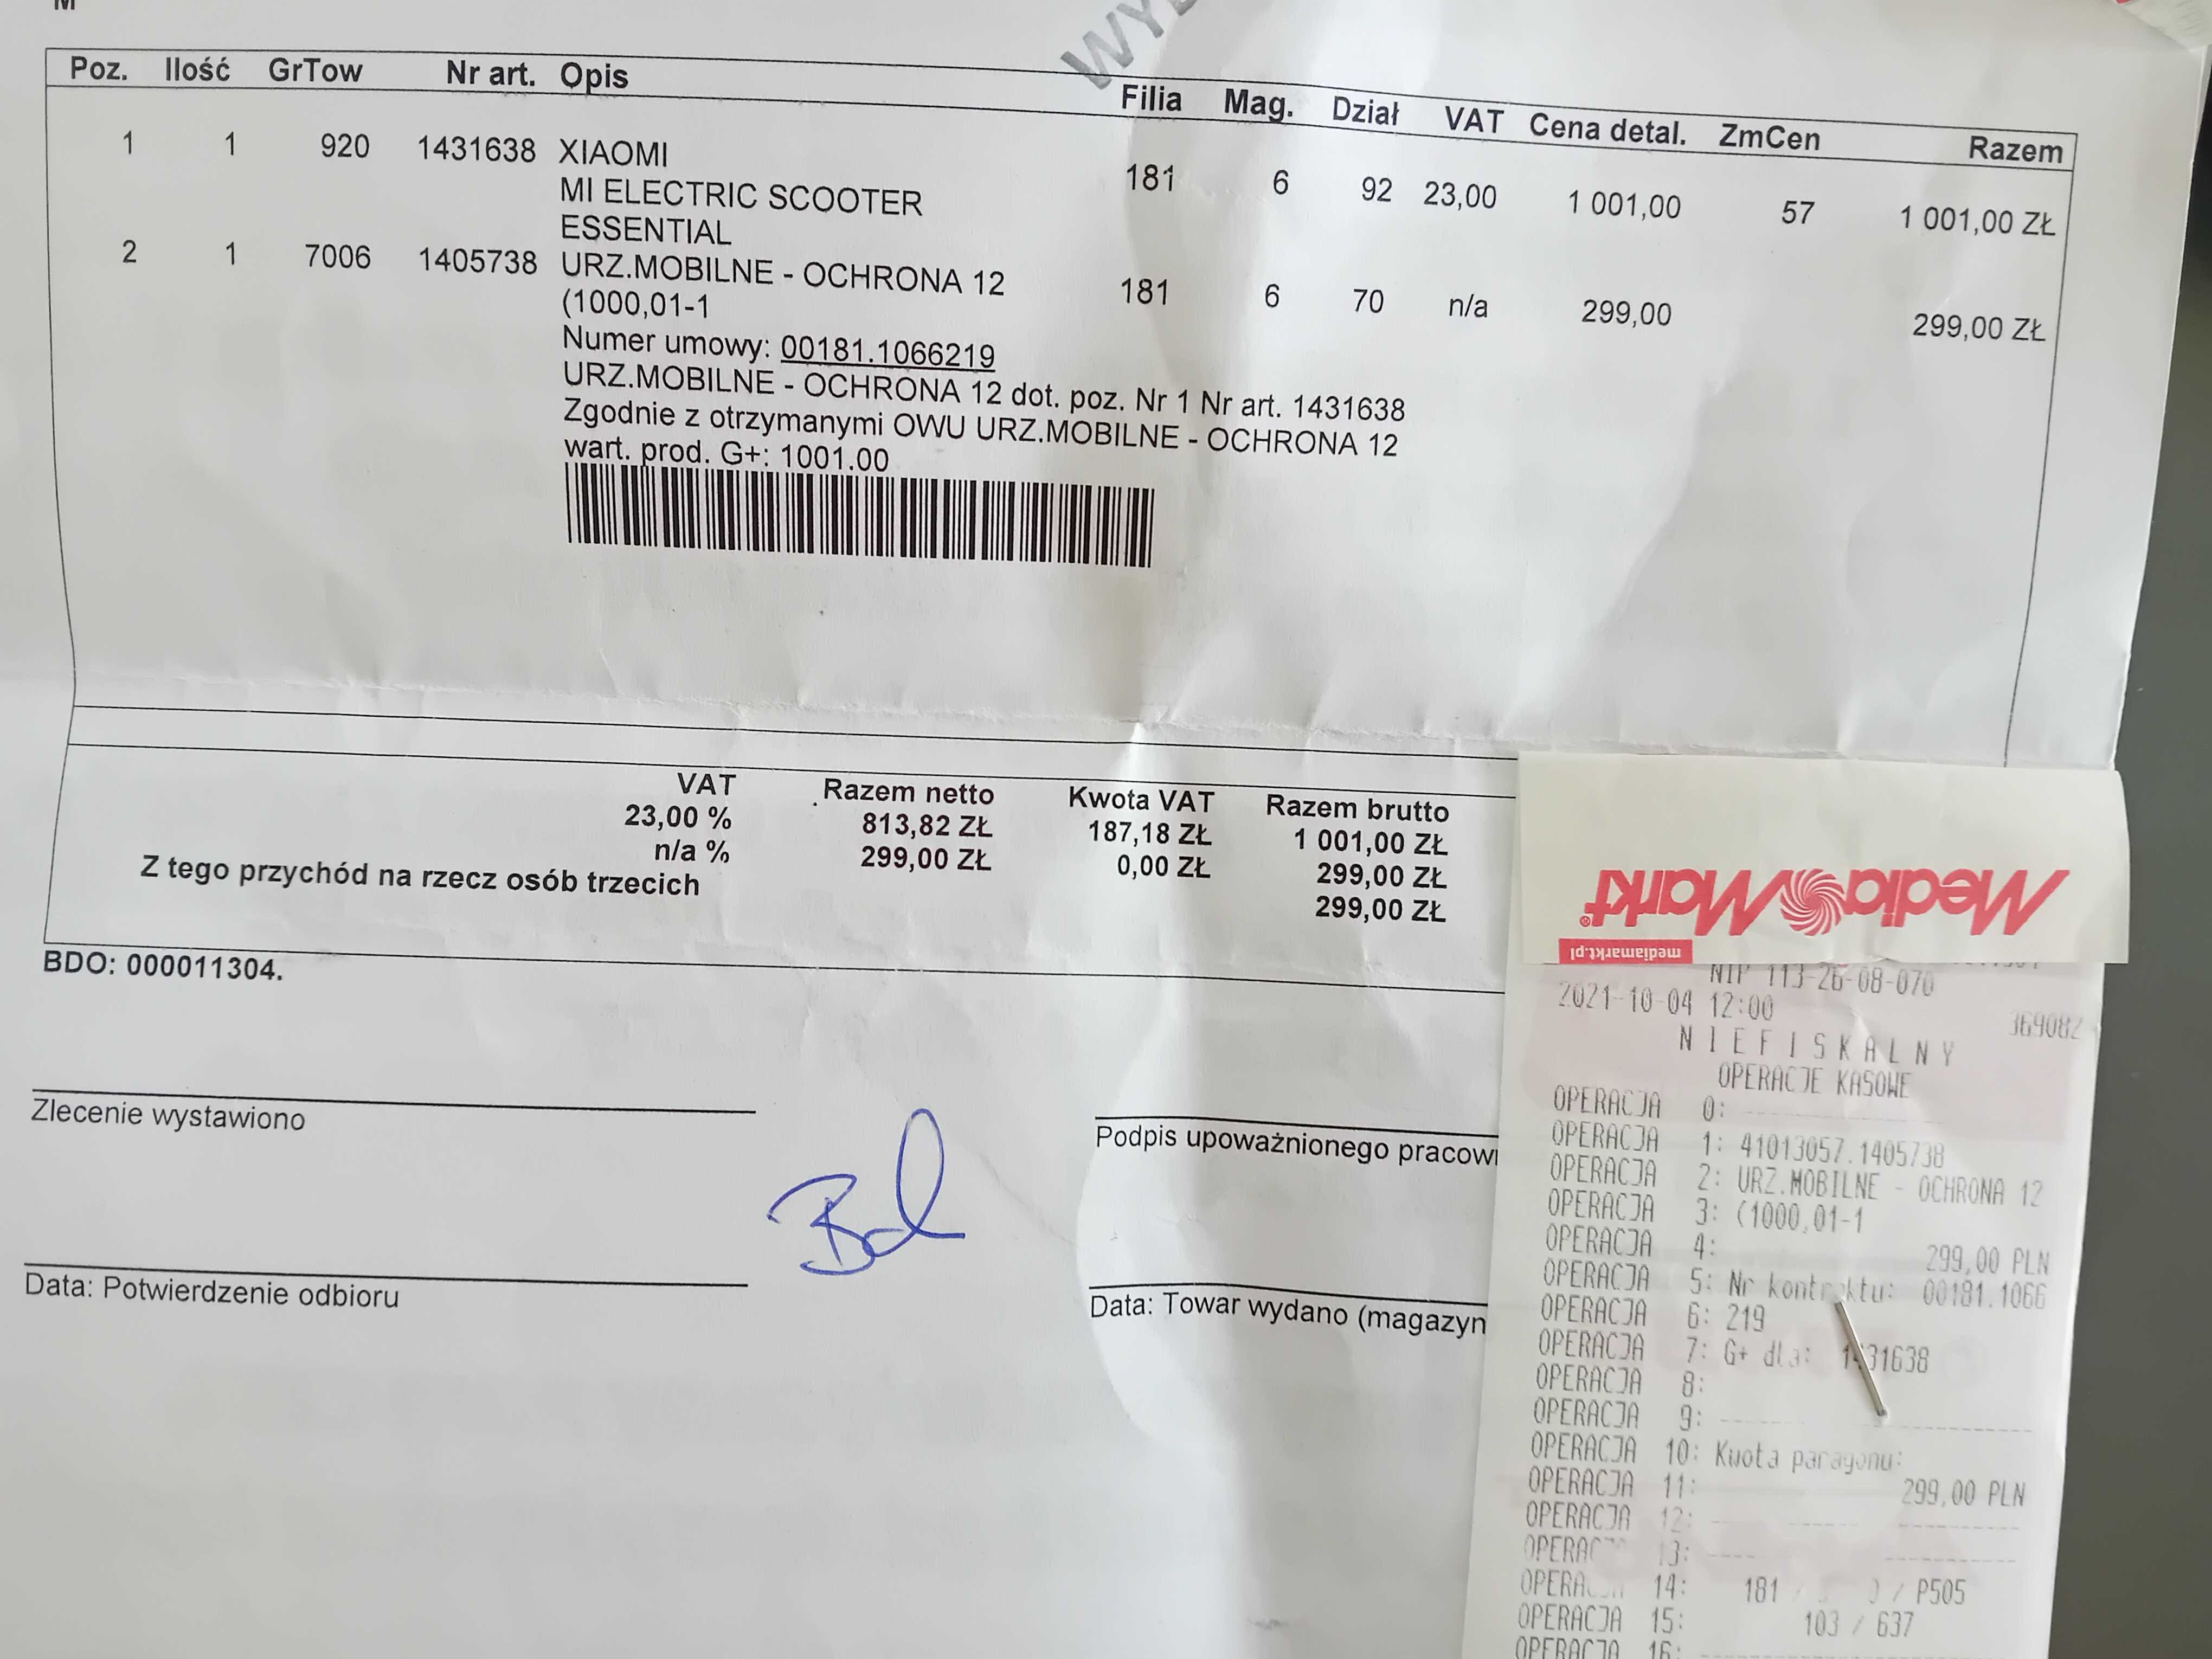 Poz. Ilość GrTow Nr art. Opis Filia Mag. Dział VAT Cena detal. ZmCen Razem
1 1 920 1431638 XIAOMI 181 6 92 23,00 1 001,00 57 1 001,00 ZŁ
MI ELECTRIC SCOOTER
ESSENTIAL
2 1 7006 1405738 URZ.MOBILNE - OCHRONA 12 181 6 70 n/a 299,00 299,00 ZŁ
(1000,01-1
Numer umowy: 00181.1066219
URZ.MOBILNE - OCHRONA 12 dot. poz. Nr 1 Nr art. 1431638
Zgodnie z otrzymanymi OWU URZ.MOBILNE - OCHRONA 12
wart. prod. G+: 1001.00
VAT Razem netto Kwota VAT Razem brutto
23,00 % 813,82 ZŁ 187,18 ZŁ 1 001,00 ZŁ
n/a % 299,00 ZŁ 0,00 ZŁ 299,00 ZŁ
Z tego przychód na rzecz osób trzecich 299,00 ZŁ
BDO: 000011304.
Zlecenie wystawiono
Podpis upoważnionego pracow
Data: Potwierdzenie odbioru
Data: Towar wydano (magazyn
Media Markt®
mediamarkt.pl
NIP 113-26-08-070
2021-10-04 12:00 369082
NIEFISKALNY
OPERACJE KASOWE
OPERACJA 0:
OPERACJA 1: 41013057.1405738
OPERACJA 2: URZ.MOBILNE - OCHRONA 12
OPERACJA 3: (1000,01-1
OPERACJA 4: 299,00 PLN
OPERACJA 5: Nr kontraktu: 00181.1066
OPERACJA 6: 219
OPERACJA 7: G+ dla: 1431638
OPERACJA 8:
OPERACJA 9:
OPERACJA 10: Kwota paragonu:
OPERACJA 11: 299,00 PLN
OPERACJA 12:
OPERACJA 13:
OPERACJA 14: 181 / / P505
OPERACJA 15: 103 / 637
OPERACJA 16: